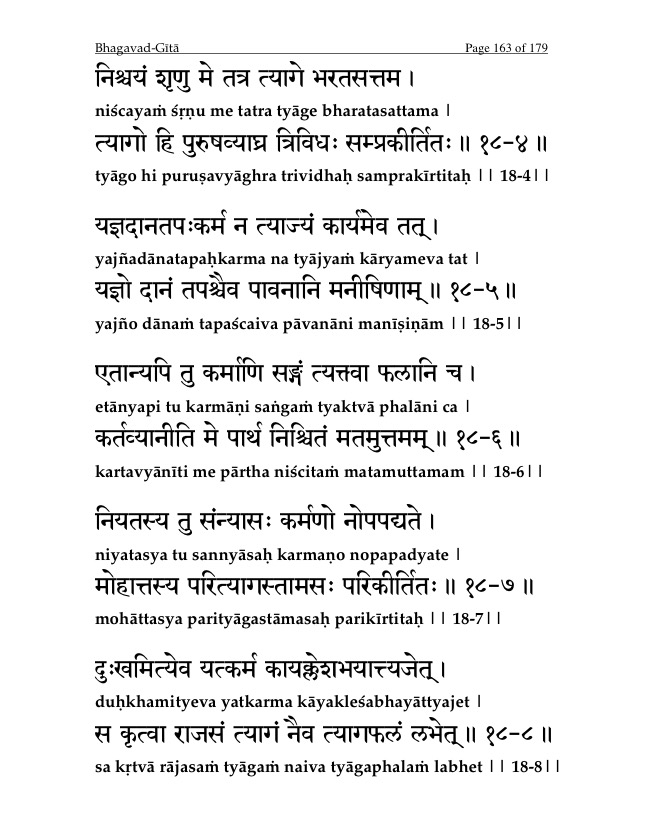 Bhagavad-Gītā Page 163 of 179
निश्चयं शृणु मे तत्र त्यागे भरतसत्तम।
niścayaṁ śṛṇu me tatra tyāge bharatasattama |
त्यागो हि पुरुषव्याघ्र त्रिविधः सम्प्रकीर्तितः॥ १८-४॥
tyāgo hi puruṣavyāghra trividhaḥ samprakīrtitaḥ || 18-4||
यज्ञदानतपःकर्म न त्याज्यं कार्यमेव तत्।
yajñadānatapaḥkarma na tyājyaṁ kāryameva tat |
यज्ञो दानं तपश्चैव पावनानि मनीषिणाम्॥ १८-५॥
yajño dānaṁ tapaścaiva pāvanāni manīṣiṇām || 18-5||
एतान्यपि तु कर्माणि सङ्गं त्यक्त्वा फलानि च।
etānyapi tu karmāṇi saṅgaṁ tyaktvā phalāni ca |
कर्तव्यानीति मे पार्थ निश्चितं मतमुत्तमम्॥ १८-६॥
kartavyānīti me pārtha niścitaṁ matamuttamam || 18-6||
नियतस्य तु संन्यासः कर्मणो नोपपद्यते।
niyatasya tu sannyāsaḥ karmaṇo nopapadyate |
मोहात्तस्य परित्यागस्तामसः परिकीर्तितः॥ १८-७॥
mohāttasya parityāgastāmasaḥ parikīrtitaḥ || 18-7||
दुःखमित्येव यत्कर्म कायक्लेशभयात्त्यजेत्।
duḥkhamityeva yatkarma kāyakleśabhayāttyajet |
स कृत्वा राजसं त्यागं नैव त्यागफलं लभेत्॥ १८-८॥
sa kṛtvā rājasaṁ tyāgaṁ naiva tyāgaphalaṁ labhet || 18-8||